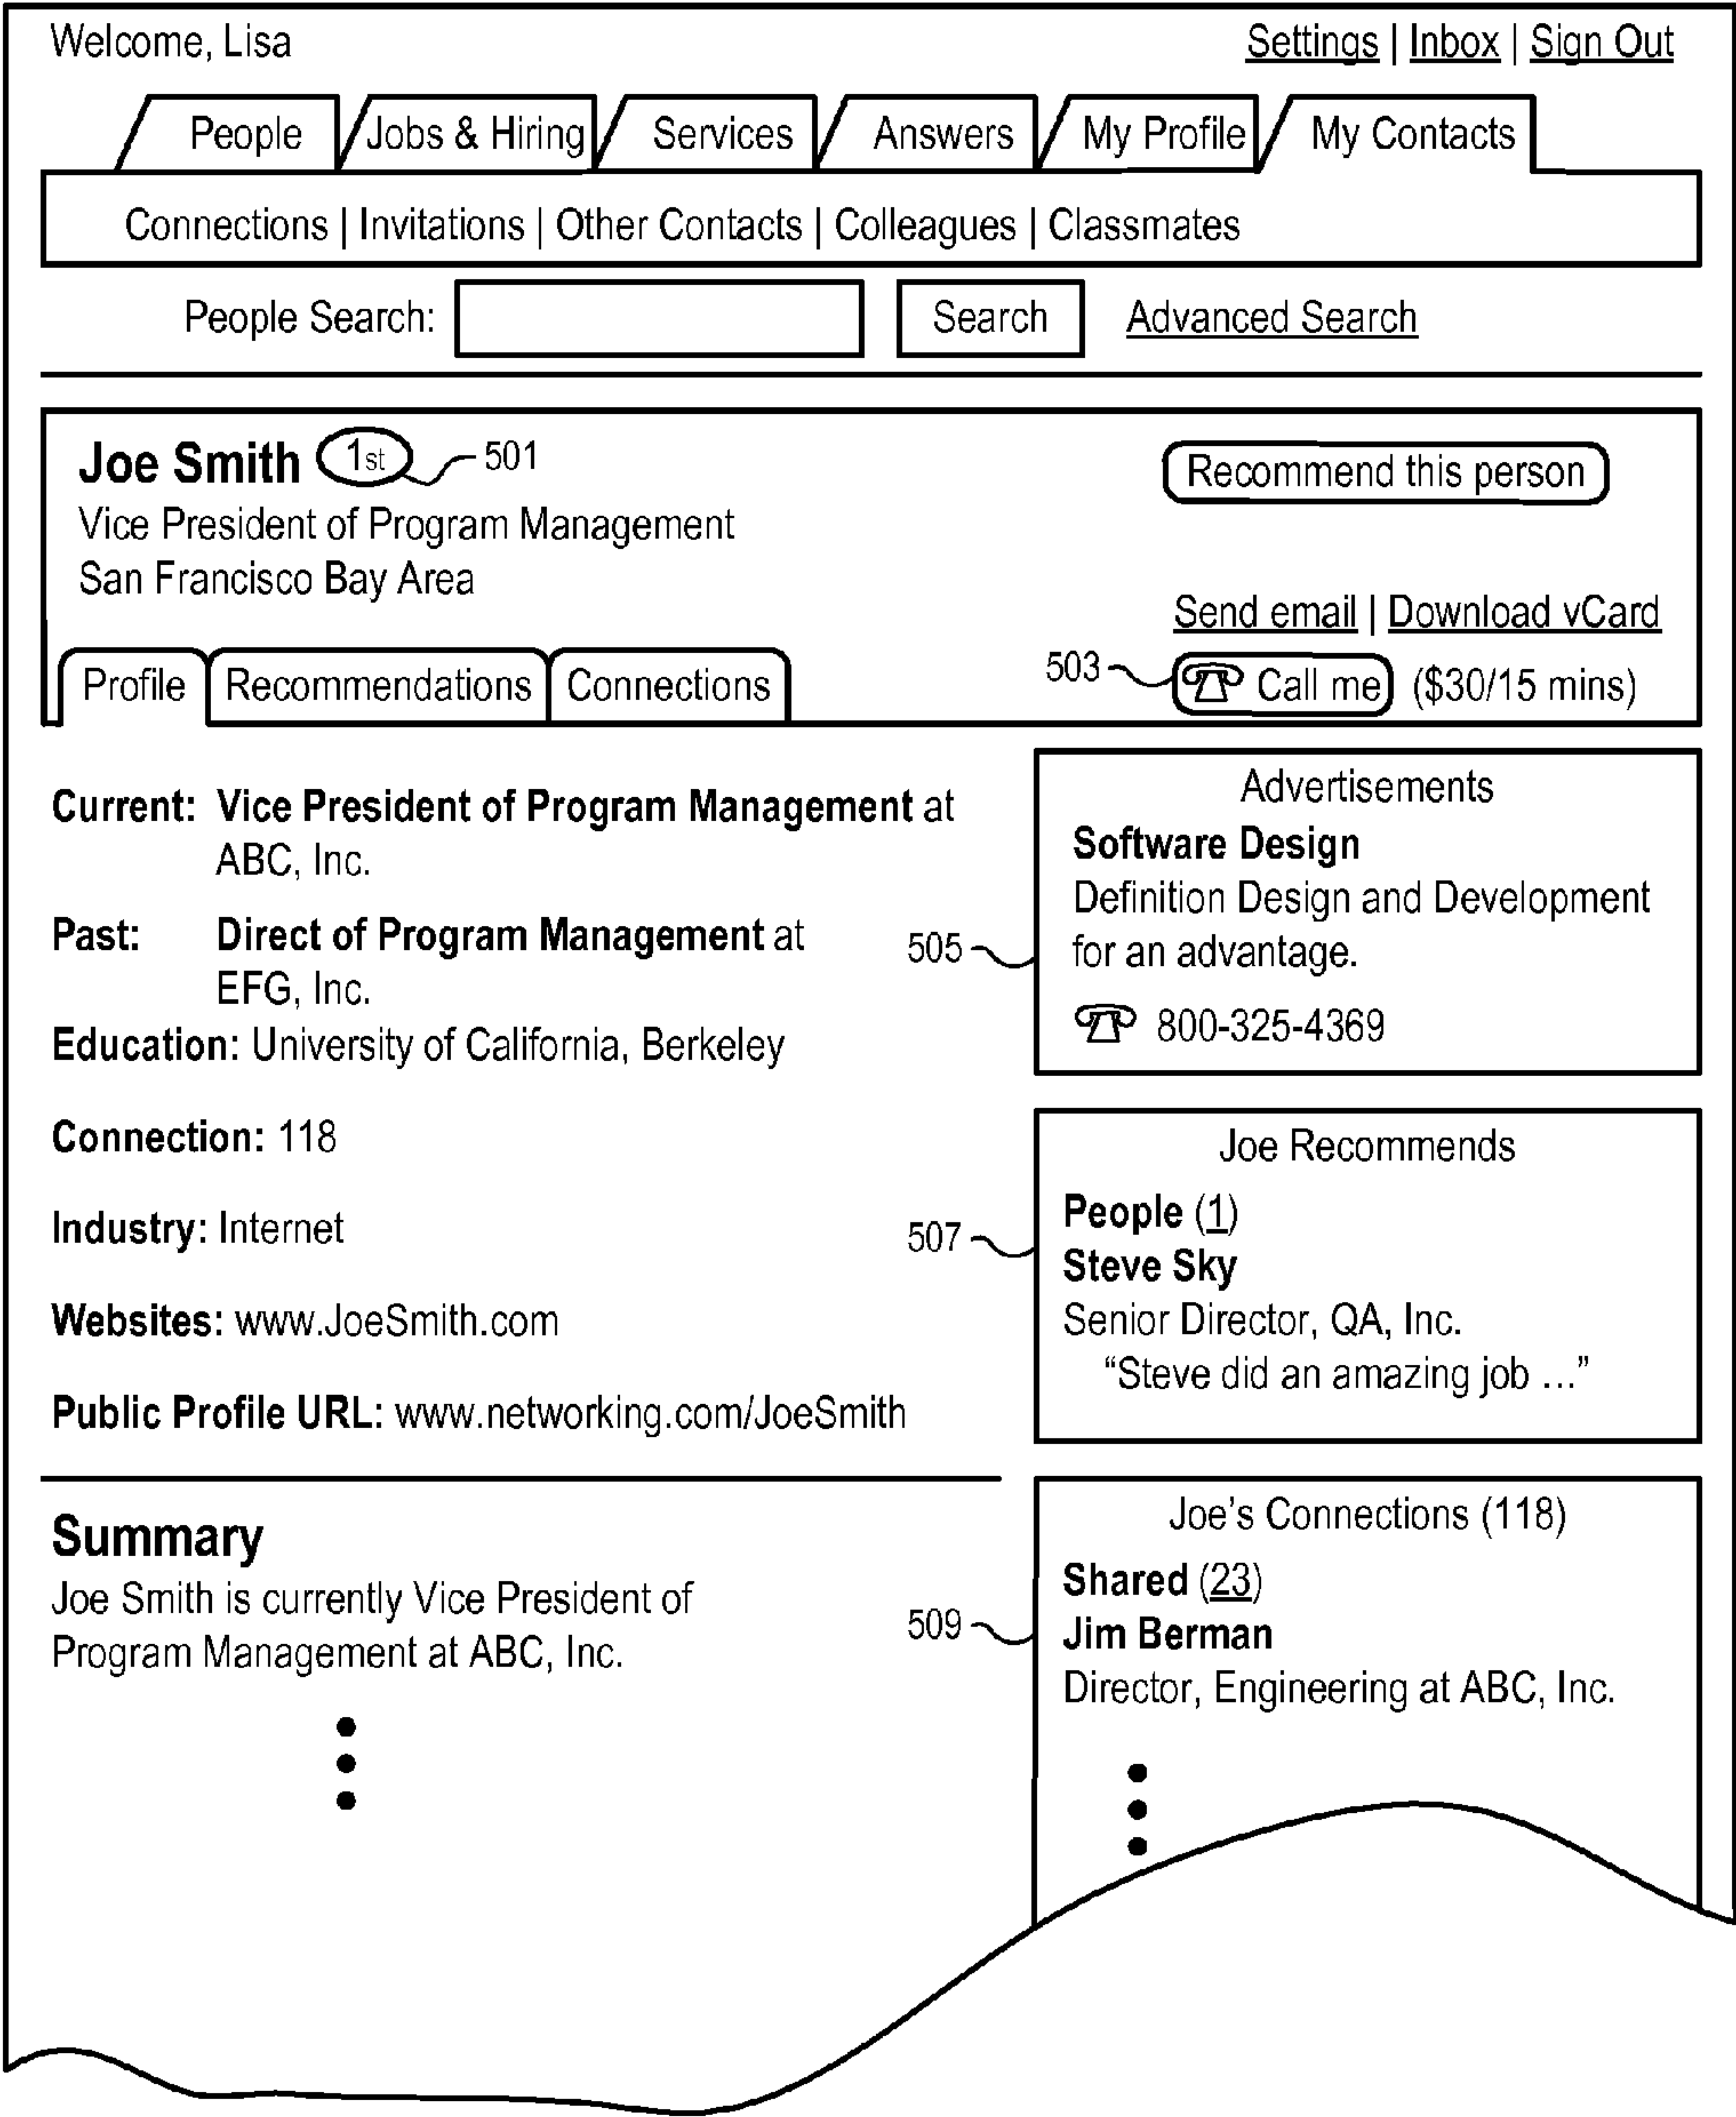 Welcome, Lisa
Settings | Inbox | Sign Out
People
Jobs & Hiring
Services
Answers
My Profile
My Contacts
Connections | Invitations | Other Contacts | Colleagues | Classmates
People Search:
Search
Advanced Search
Joe Smith 1st
501
Recommend this person
Vice President of Program Management
San Francisco Bay Area
Send email | Download vCard
503
Call me ($30/15 mins)
Profile
Recommendations
Connections
Current: Vice President of Program Management at
ABC, Inc.
Past: Direct of Program Management at
EFG, Inc.
Education: University of California, Berkeley
Connection: 118
Industry: Internet
Websites: www.JoeSmith.com
Public Profile URL: www.networking.com/JoeSmith
Summary
Joe Smith is currently Vice President of
Program Management at ABC, Inc.
Advertisements
Software Design
Definition Design and Development
for an advantage.
505
800-325-4369
Joe Recommends
People (1)
507
Steve Sky
Senior Director, QA, Inc.
“Steve did an amazing job ...”
Joe’s Connections (118)
Shared (23)
509
Jim Berman
Director, Engineering at ABC, Inc.